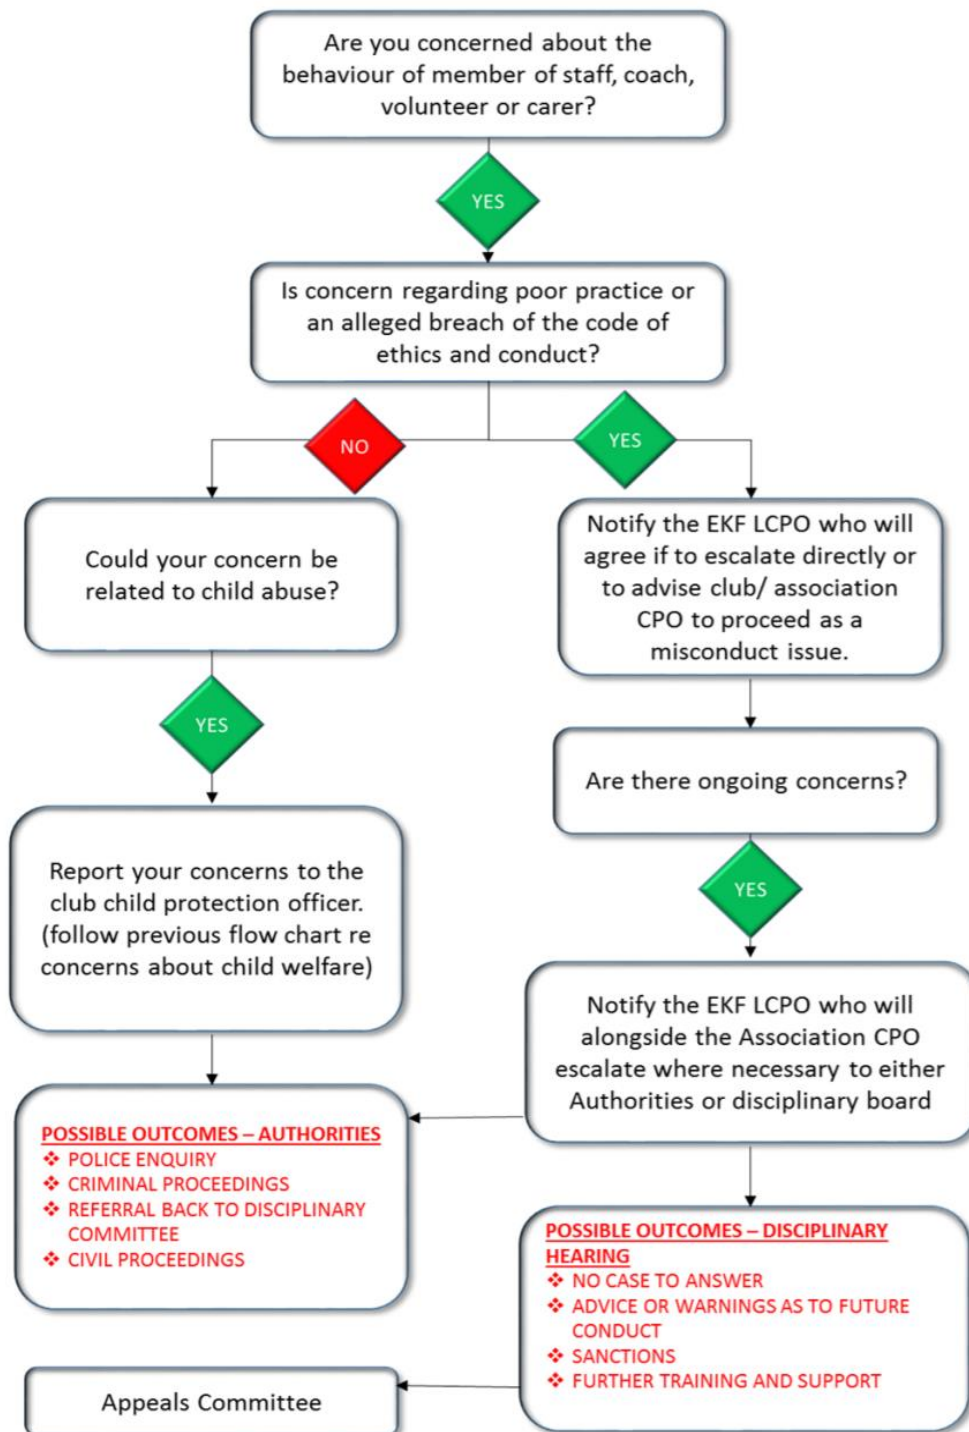 Are you concerned about the
behaviour of member of staff, coach,
volunteer or carer?
YES
Is concern regarding poor practice or
an alleged breach of the code of
ethics and conduct?
NO
YES
Could your concern be
related to child abuse?
Notify the EKF LCPO who will
agree if to escalate directly or
to advise club/ association
CPO to proceed as a
misconduct issue.
YES
Are there ongoing concerns?
Report your concerns to the
club child protection officer.
(follow previous flow chart re
concerns about child welfare)
YES
Notify the EKF LCPO who will
alongside the Association CPO
escalate where necessary to either
Authorities or disciplinary board
POSSIBLE OUTCOMES – AUTHORITIES
❖ POLICE ENQUIRY
❖ CRIMINAL PROCEEDINGS
❖ REFERRAL BACK TO DISCIPLINARY
COMMITTEE
❖ CIVIL PROCEEDINGS
POSSIBLE OUTCOMES – DISCIPLINARY
HEARING
❖ NO CASE TO ANSWER
❖ ADVICE OR WARNINGS AS TO FUTURE
CONDUCT
❖ SANCTIONS
❖ FURTHER TRAINING AND SUPPORT
Appeals Committee